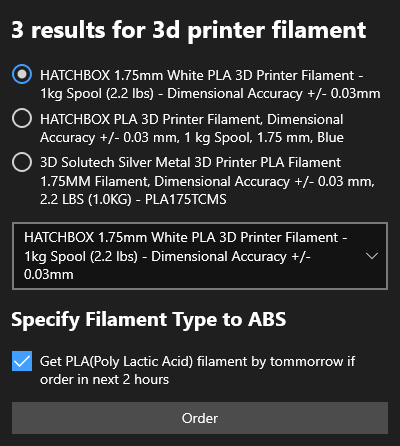 3 results for 3d printer filament
HATCHBOX 1.75mm White PLA 3D Printer Filament -
1kg Spool (2.2 lbs) - Dimensional Accuracy +/- 0.03mm
HATCHBOX PLA 3D Printer Filament, Dimensional
Accuracy +/- 0.03 mm, 1 kg Spool, 1.75 mm, Blue
3D Solutech Silver Metal 3D Printer PLA Filament
1.75MM Filament, Dimensional Accuracy +/- 0.03 mm,
2.2 LBS (1.0KG) - PLA175TCMS
HATCHBOX 1.75mm White PLA 3D Printer Filament -
1kg Spool (2.2 lbs) - Dimensional Accuracy +/-
0.03mm
Specify Filament Type to ABS
Get PLA(Poly Lactic Acid) filament by tommorrow if
order in next 2 hours
Order